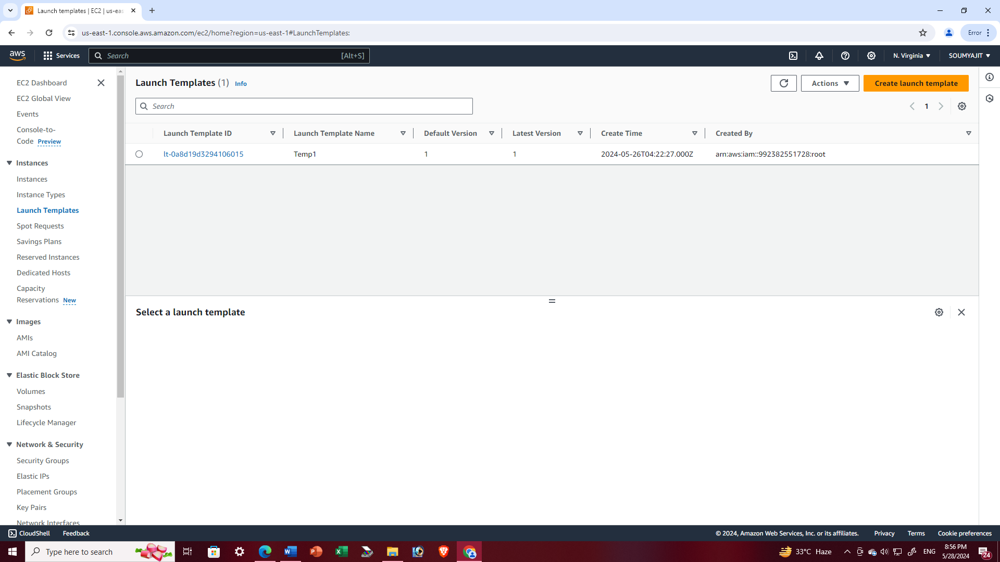 Launch templates | EC2 | us-eas
us-east-1.console.aws.amazon.com/ec2/home?region=us-east-1#LaunchTemplates:
Error
aws
Services
Search
[Alt+S]
N. Virginia
SOUMYAJIT
EC2 Dashboard
EC2 Global View
Events
Console-to-
Code Preview
Instances
Instances
Instance Types
Launch Templates
Spot Requests
Savings Plans
Reserved Instances
Dedicated Hosts
Capacity
Reservations New
Images
AMIs
AMI Catalog
Elastic Block Store
Volumes
Snapshots
Lifecycle Manager
Network & Security
Security Groups
Elastic IPs
Placement Groups
Key Pairs
Network Interfaces
Launch Templates (1) Info
Actions
Create launch template
Search
1
Launch Template ID Launch Template Name Default Version Latest Version Create Time Created By
lt-0a8d19d3294106015 Temp1 1 1 2024-05-26T04:22:27.000Z arn:aws:iam::992382551728:root
Select a launch template
CloudShell Feedback
© 2024, Amazon Web Services, Inc. or its affiliates. Privacy Terms Cookie preferences
Type here to search
33°C Haze
ENG
8:56 PM
5/28/2024
24